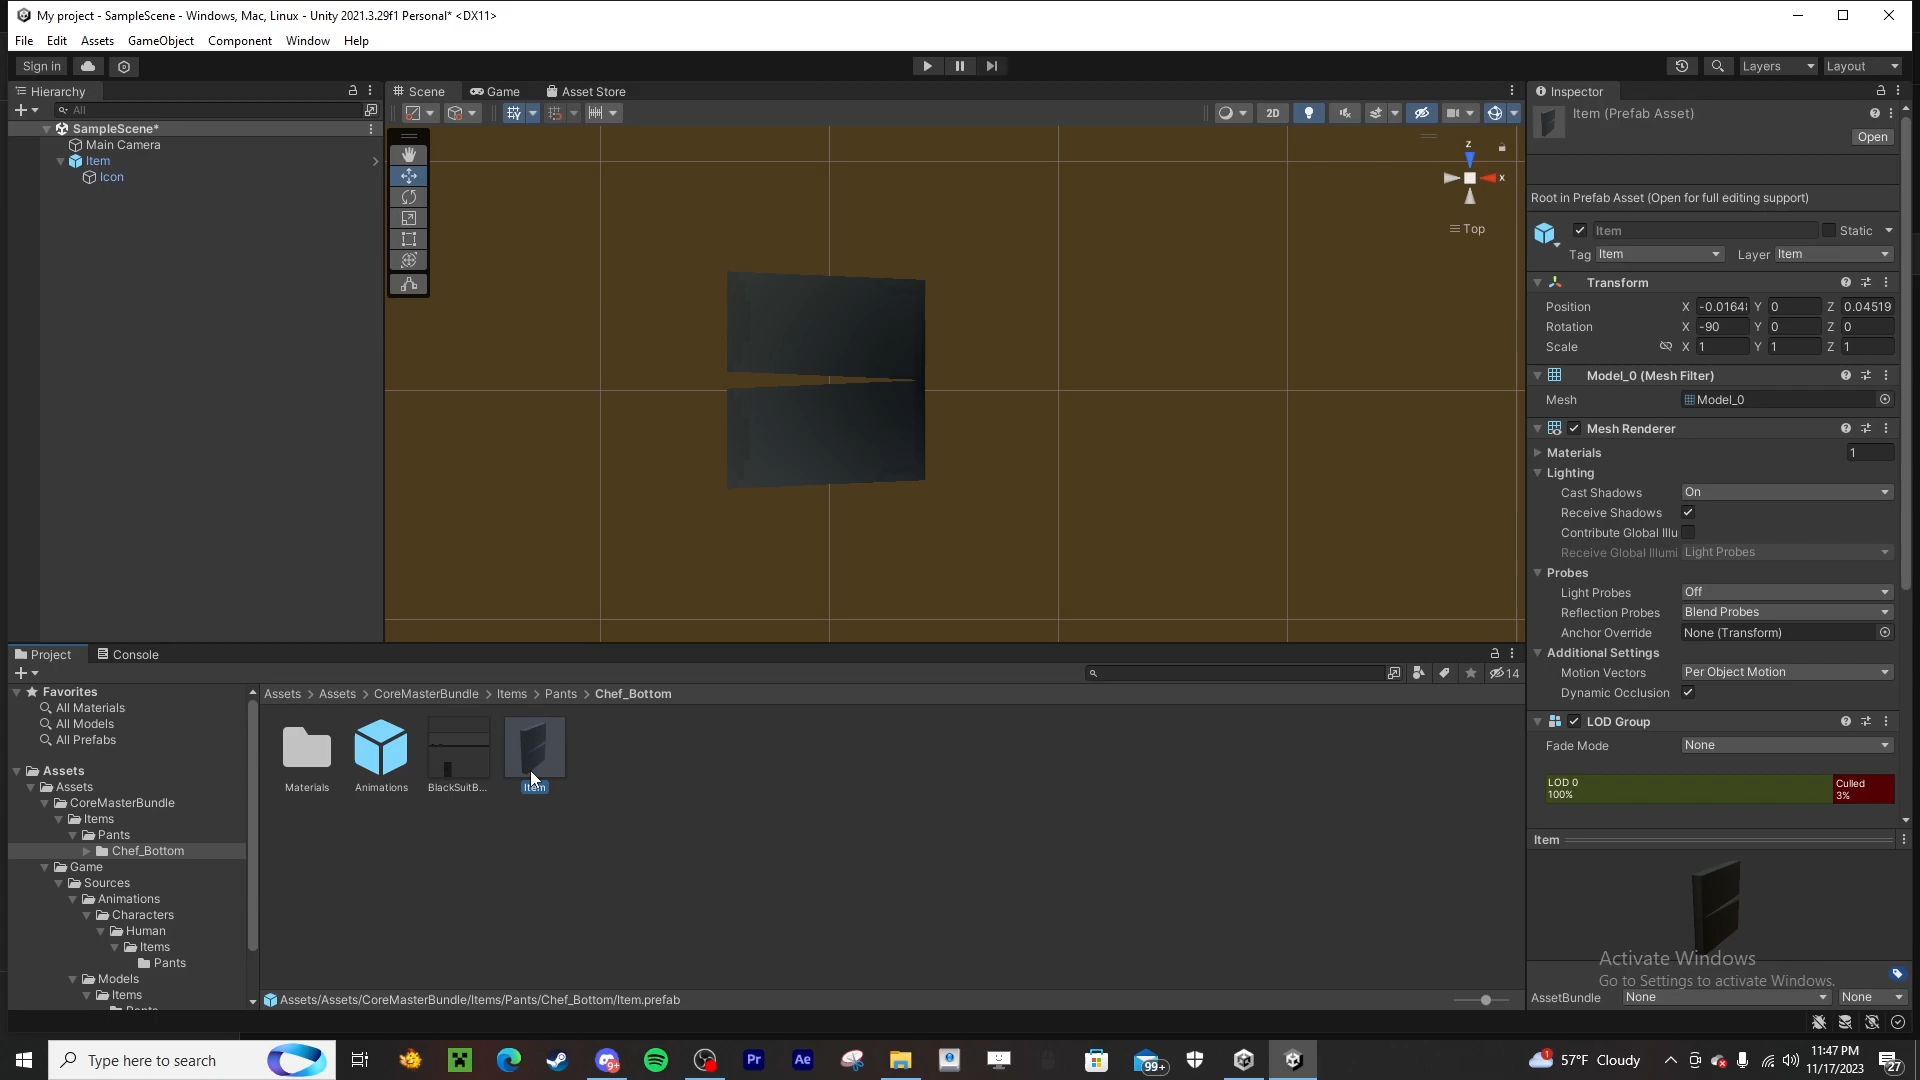 My project - SampleScene - Windows, Mac, Linux - Unity 2021.3.29f1 Personal* <DX11>
File Edit Assets GameObject Component Window Help
Sign in
Layers
Layout
Hierarchy
Scene
Game
Asset Store
Inspector
All
2D
Item (Prefab Asset)
Open
SampleScene*
Main Camera
Item
Icon
z
x
Top
Root in Prefab Asset (Open for full editing support)
Item
Static
Tag Item
Layer Item
Transform
Position X -0.0164 Y 0 Z 0.04519
Rotation X -90 Y 0 Z 0
Scale X 1 Y 1 Z 1
Model_0 (Mesh Filter)
Mesh Model_0
Mesh Renderer
Materials 1
Lighting
Cast Shadows On
Receive Shadows
Contribute Global Illu
Receive Global Illumi Light Probes
Probes
Light Probes Off
Reflection Probes Blend Probes
Anchor Override None (Transform)
Additional Settings
Motion Vectors Per Object Motion
Dynamic Occlusion
LOD Group
Fade Mode None
LOD 0
100%
Culled
3%
Item
Project
Console
14
Favorites
All Materials
All Models
All Prefabs
Assets
Assets
CoreMasterBundle
Items
Pants
Chef_Bottom
Game
Sources
Animations
Characters
Human
Items
Pants
Models
Items
Assets > Assets > CoreMasterBundle > Items > Pants > Chef_Bottom
Materials
Animations
BlackSuitB...
Item
Assets/Assets/CoreMasterBundle/Items/Pants/Chef_Bottom/Item.prefab
Activate Windows
Go to Settings to activate Windows.
AssetBundle None None
Type here to search
9+
Pr
Ae
99+
1
57°F Cloudy
11:47 PM
11/17/2023
27